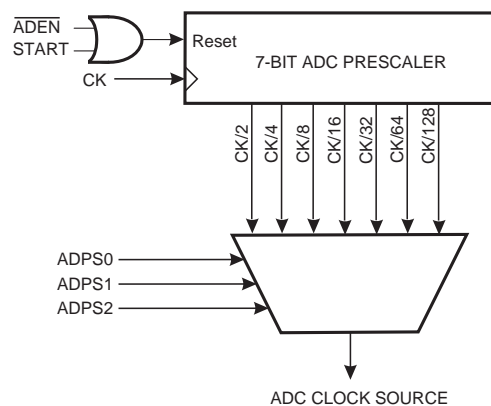 ADEN
START
Reset
7-BIT ADC PRESCALER
CK
CK/2
CK/4
CK/8
CK/16
CK/32
CK/64
CK/128
ADPS0
ADPS1
ADPS2
ADC CLOCK SOURCE